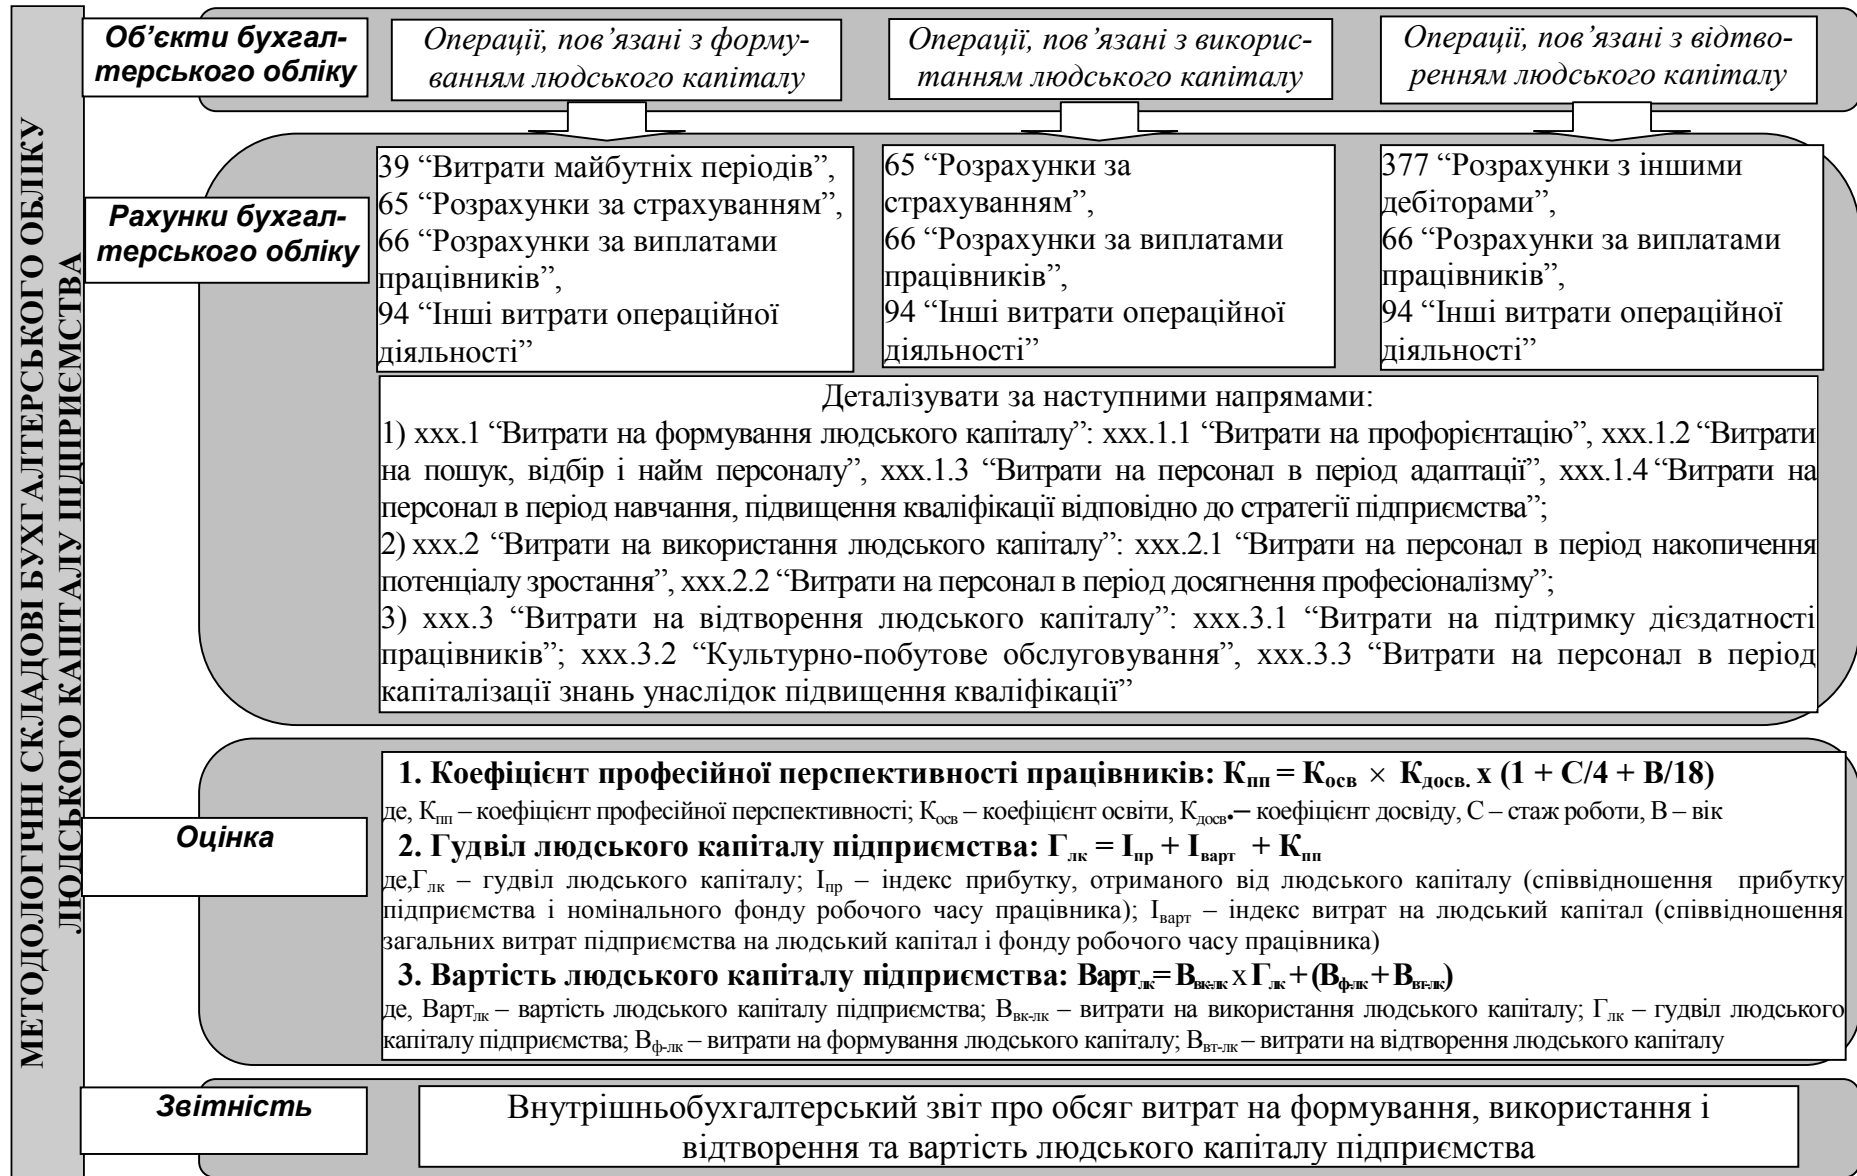 МЕТОДОЛОГІЧНІ СКЛАДОВІ БУХГАЛТЕРСЬКОГО ОБЛІКУ
ЛЮДСЬКОГО КАПІТАЛУ ПІДПРИЄМСТВА
Об’єкти бухгал-
терського обліку
Операції, пов’язані з форму-
ванням людського капіталу
Операції, пов’язані з викорис-
танням людського капіталу
Операції, пов’язані з відтво-
ренням людського капіталу
Рахунки бухгал-
терського обліку
39 “Витрати майбутніх періодів”,
65 “Розрахунки за страхуванням”,
66 “Розрахунки за виплатами
працівників”,
94 “Інші витрати операційної
діяльності”
65 “Розрахунки за
страхуванням”,
66 “Розрахунки за виплатами
працівників”,
94 “Інші витрати операційної
діяльності”
377 “Розрахунки з іншими
дебіторами”,
66 “Розрахунки за виплатами
працівників”,
94 “Інші витрати операційної
діяльності”
Деталізувати за наступними напрямами:
1) ххх.1 “Витрати на формування людського капіталу”: ххх.1.1 “Витрати на профорієнтацію”, ххх.1.2 “Витрати
на пошук, відбір і найм персоналу”, ххх.1.3 “Витрати на персонал в період адаптації”, ххх.1.4 “Витрати на
персонал в період навчання, підвищення кваліфікації відповідно до стратегії підприємства”;
2) ххх.2 “Витрати на використання людського капіталу”: ххх.2.1 “Витрати на персонал в період накопичення
потенціалу зростання”, ххх.2.2 “Витрати на персонал в період досягнення професіоналізму”;
3) ххх.3 “Витрати на відтворення людського капіталу”: ххх.3.1 “Витрати на підтримку дієздатності
працівників”; ххх.3.2 “Культурно-побутове обслуговування”, ххх.3.3 “Витрати на персонал в період
капіталізації знань унаслідок підвищення кваліфікації”
Оцінка
1. Коефіцієнт професійної перспективності працівників: Кпп = Косв × Кдосв. х (1 + С/4 + В/18)
де, Кпп – коефіцієнт професійної перспективності; Косв – коефіцієнт освіти, Кдосв.– коефіцієнт досвіду, С – стаж роботи, В – вік
2. Гудвіл людського капіталу підприємства: Глк = Іпр + Іварт + Кпп
де,Глк – гудвіл людського капіталу; Іпр – індекс прибутку, отриманого від людського капіталу (співвідношення прибутку
підприємства і номінального фонду робочого часу працівника); Іварт – індекс витрат на людський капітал (співвідношення
загальних витрат підприємства на людський капітал і фонду робочого часу працівника)
3. Вартість людського капіталу підприємства: Вартлк= Ввк-лк х Глк + (Вф-лк + Ввт-лк)
де, Вартлк – вартість людського капіталу підприємства; Ввк-лк – витрати на використання людського капіталу; Глк – гудвіл людського
капіталу підприємства; Вф-лк – витрати на формування людського капіталу; Ввт-лк – витрати на відтворення людського капіталу
Звітність
Внутрішньобухгалтерський звіт про обсяг витрат на формування, використання і
відтворення та вартість людського капіталу підприємства